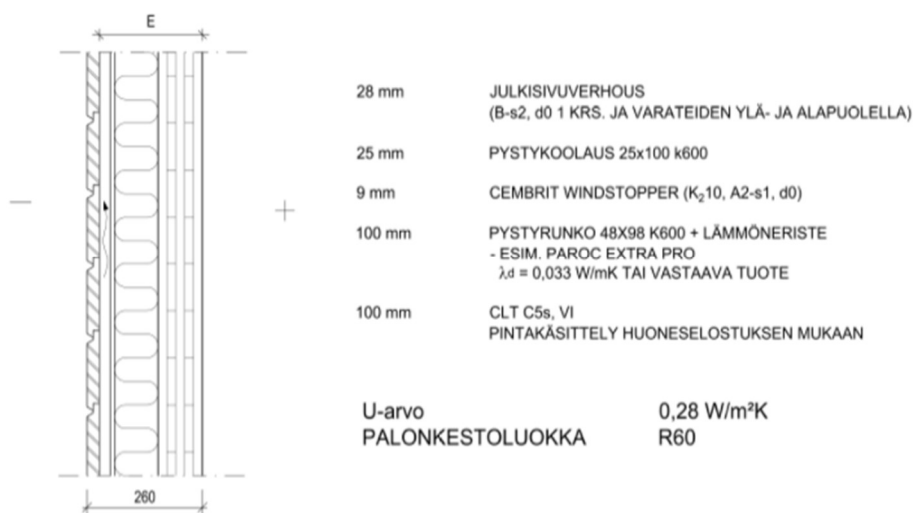 E
28 mm JULKISIVUVERHOUS
(B-s2, d0 1 KRS. JA VARATEIDEN YLÄ- JA ALAPUOLELLA)
25 mm PYSTYKOOLAUS 25x100 k600
9 mm CEMBRIT WINDSTOPPER (K₂10, A2-s1, d0)
100 mm PYSTYRUNKO 48X98 K600 + LÄMMÖNERISTE
- ESIM. PAROC EXTRA PRO
λd = 0,033 W/mK TAI VASTAAVA TUOTE
100 mm CLT C5s, VI
PINTAKÄSITTELY HUONESELOSTUKSEN MUKAAN
U-arvo 0,28 W/m²K
PALONKESTOLUOKKA R60
260